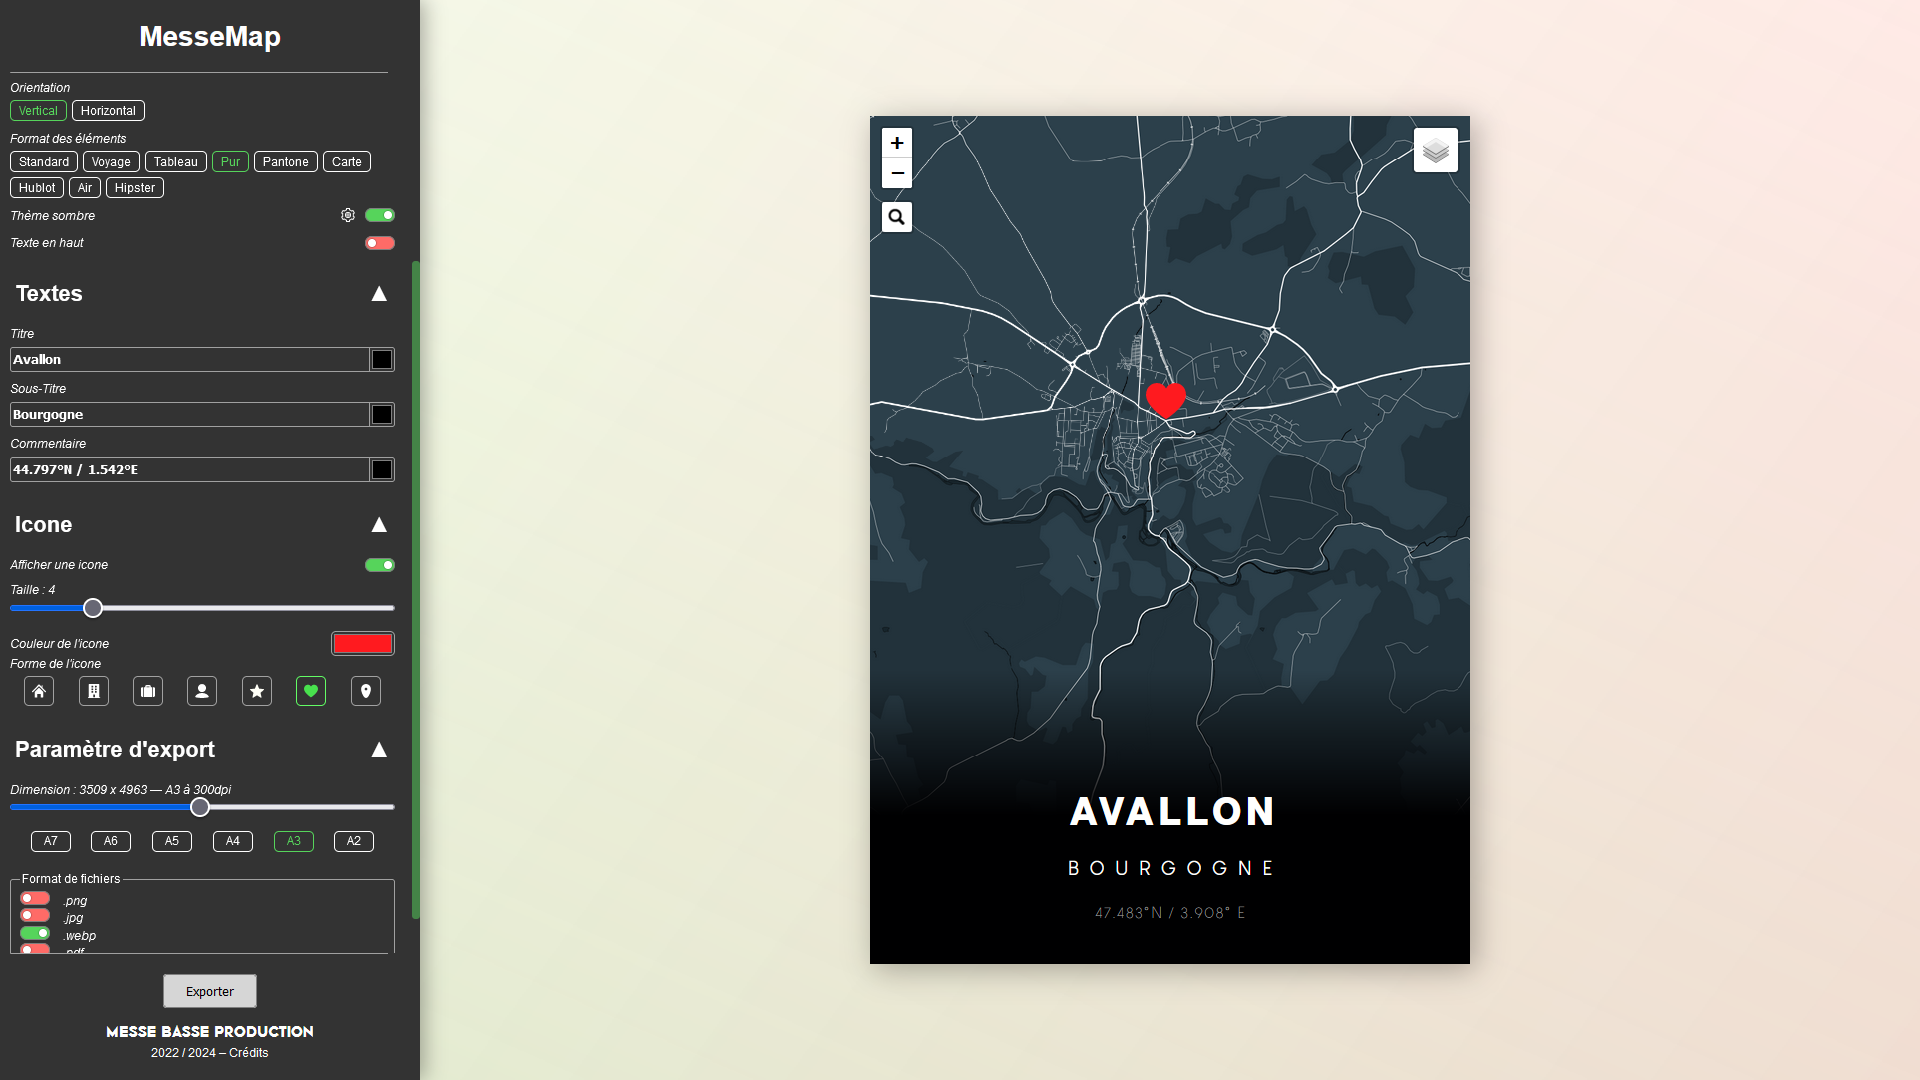 MesseMap
Orientation
Vertical Horizontal
Format des éléments
Standard Voyage Tableau Pur Pantone Carte
Hublot Air Hipster
Thème sombre
Texte en haut
Textes ▲
Titre
Avallon
Sous-Titre
Bourgogne
Commentaire
44.797°N / 1.542°E
Icone ▲
Afficher une icone
Taille : 4
Couleur de l'icone
Forme de l'icone
Paramètre d'export ▲
Dimension : 3509 x 4963 — A3 à 300dpi
A7 A6 A5 A4 A3 A2
Format de fichiers
.png
.jpg
.webp
.pdf
Exporter
MESSE BASSE PRODUCTION
2022 / 2024 – Crédits
+
−
AVALLON
BOURGOGNE
47.483°N / 3.908° E